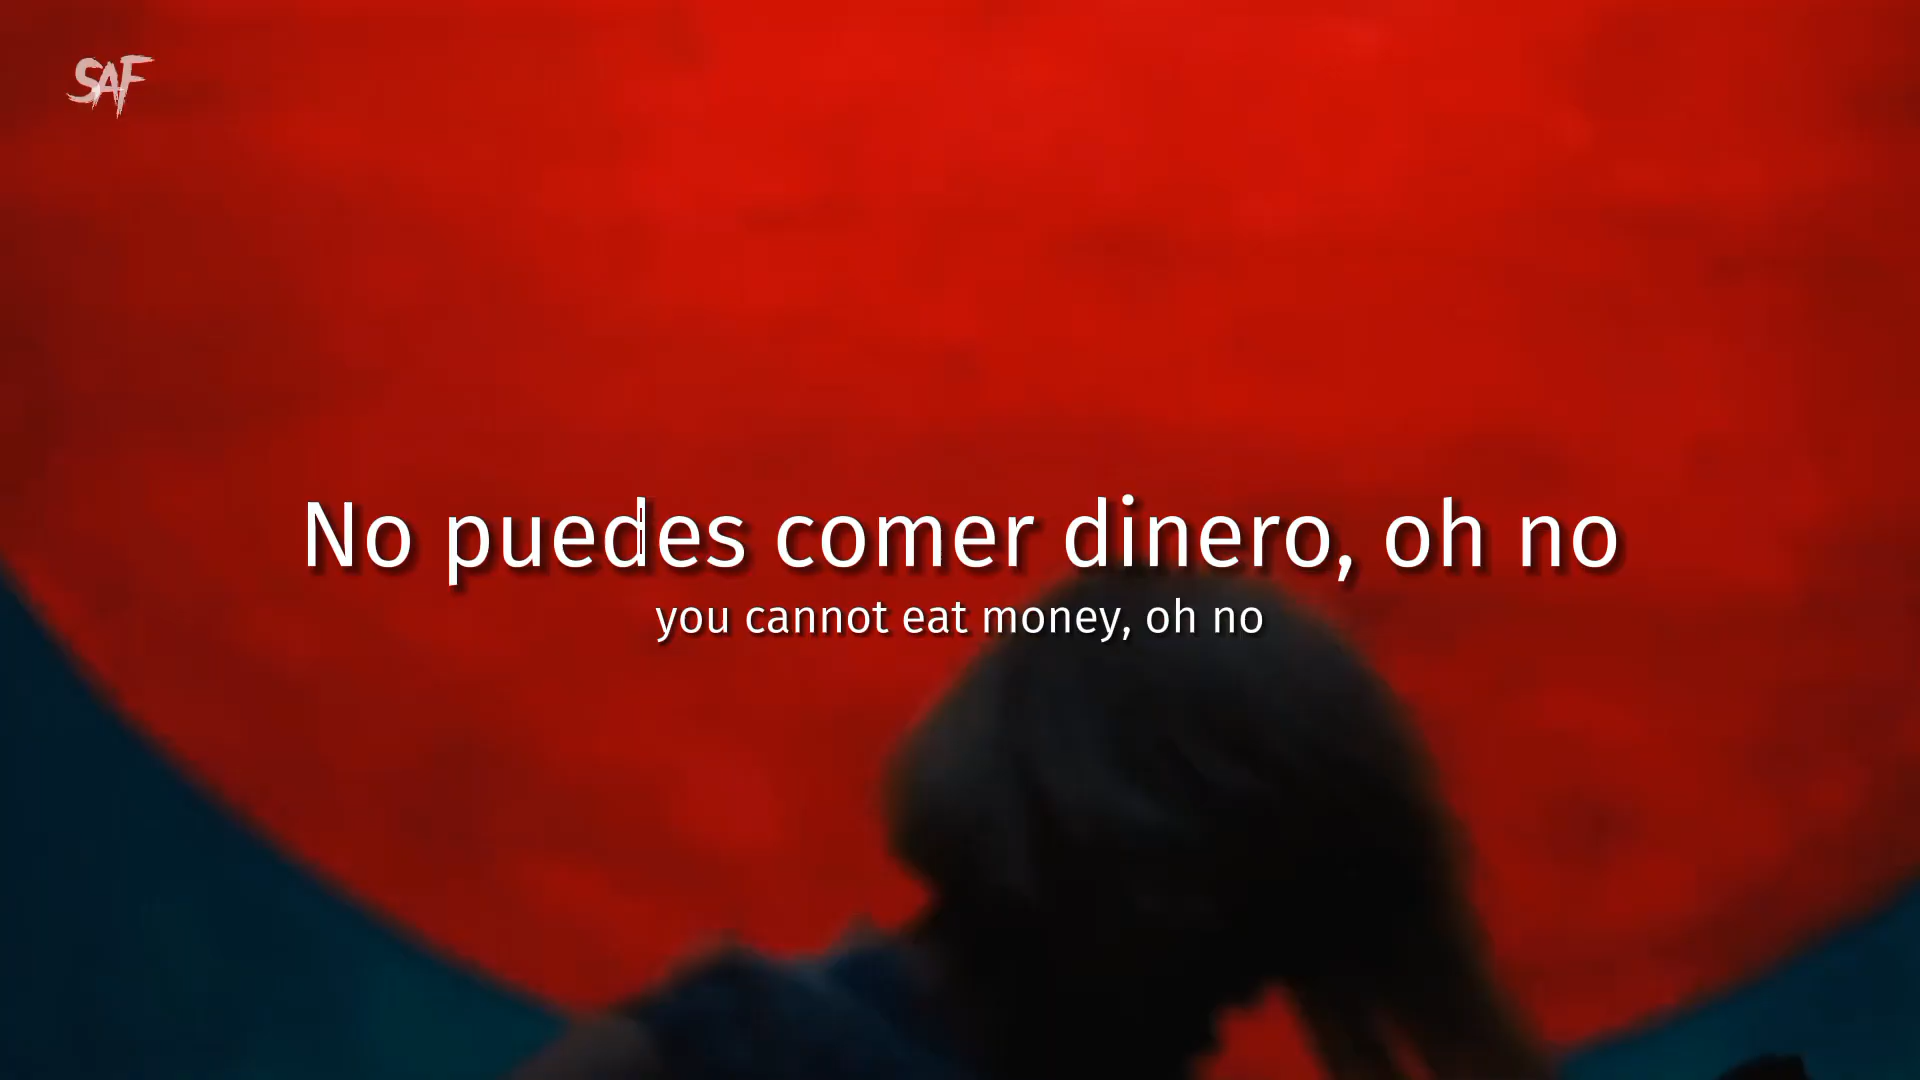 SAF
No puedes comer dinero, oh no
you cannot eat money, oh no